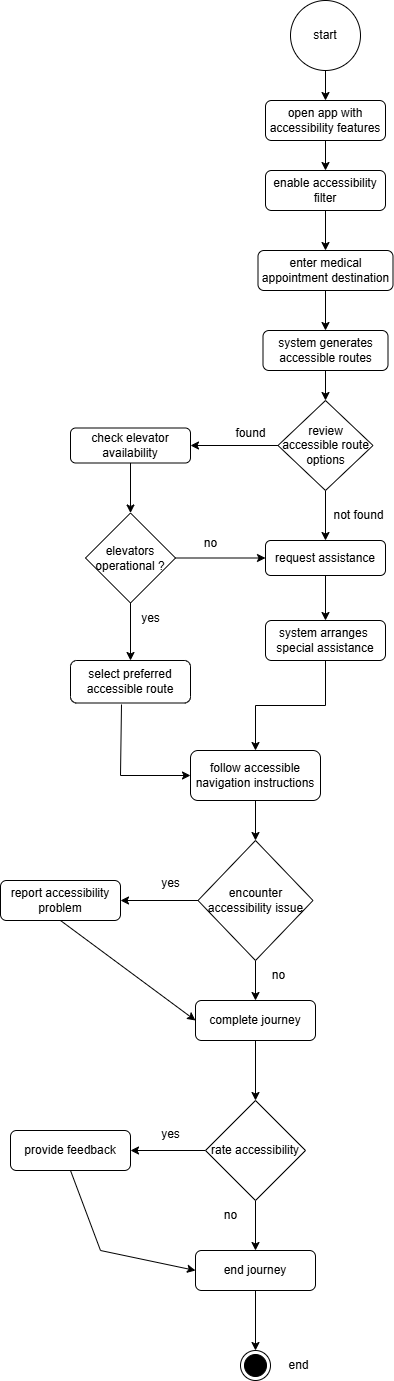 start
open app with
accessibility features
enable accessibility
filter
enter medical
appointment destination
system generates
accessible routes
review
accessible route
options
found
check elevator
availability
not found
elevators
operational ?
no
request assistance
yes
system arranges
special assistance
select preferred
accessible route
follow accessible
navigation instructions
encounter
accessibility issue
yes
report accessibility
problem
no
complete journey
rate accessibility
yes
provide feedback
no
end journey
end